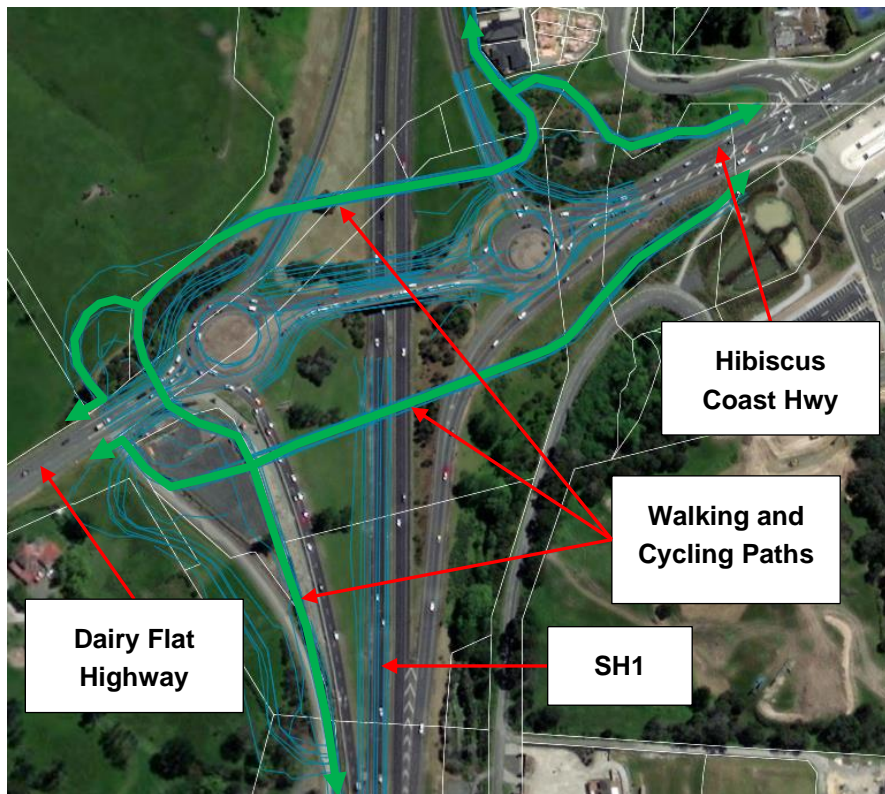 Hibiscus
Coast Hwy
Walking and
Cycling Paths
Dairy Flat
Highway
SH1